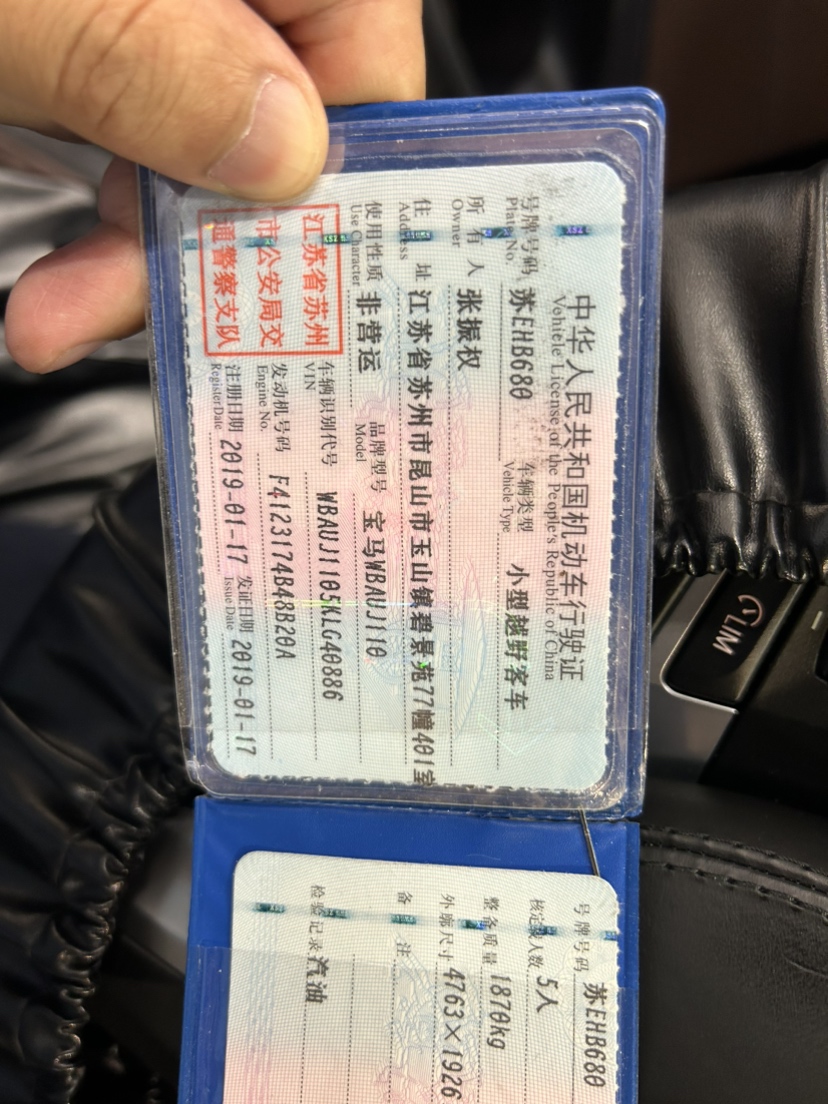 中华人民共和国机动车行驶证
Vehicle License of the People's Republic of China
号牌号码 苏EHB680 车辆类型 小型越野客车
Plate No. Vehicle Type
所有人 张振权
Owner
住址 江苏省苏州市昆山市玉山镇碧景苑77幢401室
Address
使用性质 非营运 品牌型号 宝马WBAUJ110
Use Character Model
江苏省苏州
市公安局交
通警察支队
车辆识别代号 WBAUJ1105KLG40886
VIN
发动机号码 F4123174B48B20A
Engine No.
注册日期 2019-01-17 发证日期 2019-01-17
Register Date Issue Date
号牌号码 苏EHB680
核定载人数 5人
整备质量 1870kg
外廓尺寸 4763×1926
备注
检验记录 汽油
LIM